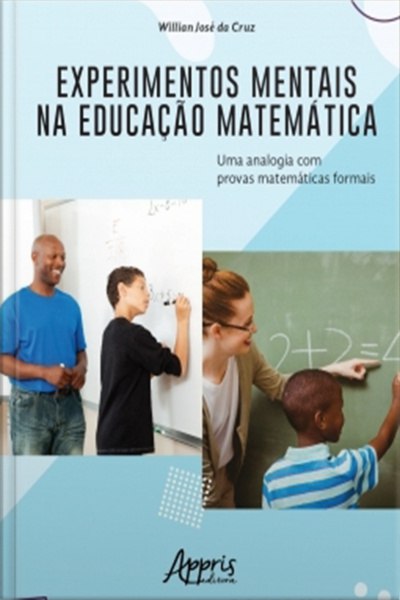 Willian José da Cruz
EXPERIMENTOS MENTAIS
NA EDUCAÇÃO MATEMÁTICA
Uma analogia com
provas matemáticas formais
2+2=4
Appris
editora